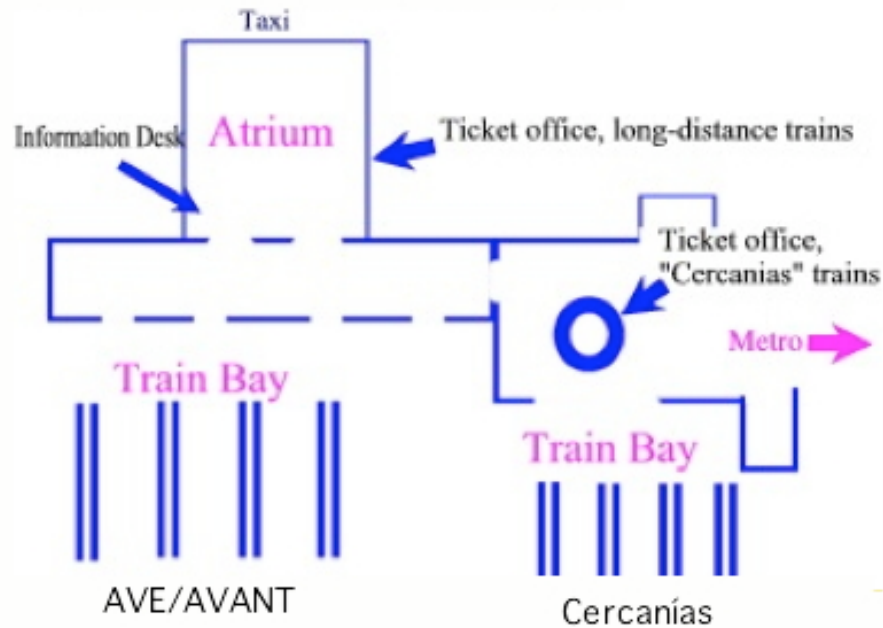 Taxi
Information Desk
Atrium
Ticket office, long-distance trains
Ticket office,
"Cercanias" trains
Metro
Train Bay
Train Bay
AVE/AVANT
Cercanías